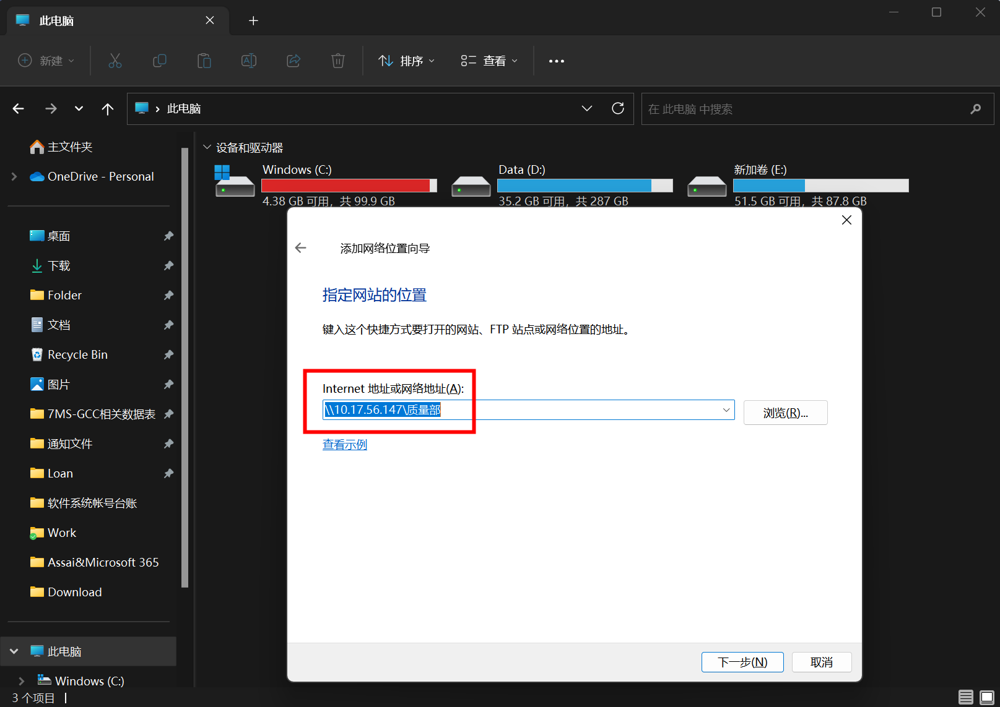 此电脑
新建
排序
查看
此电脑
在 此电脑 中搜索
主文件夹
OneDrive - Personal
桌面
下载
Folder
文档
Recycle Bin
图片
7MS-GCC相关数据表
通知文件
Loan
软件系统帐号台账
Work
Assai&Microsoft 365
Download
此电脑
Windows (C:)
设备和驱动器
Windows (C:)
4.38 GB 可用，共 99.9 GB
Data (D:)
35.2 GB 可用，共 287 GB
新加卷 (E:)
51.5 GB 可用，共 87.8 GB
添加网络位置向导
指定网站的位置
键入这个快捷方式要打开的网站、FTP 站点或网络位置的地址。
Internet 地址或网络地址(A):
\\10.17.56.147\质量部
浏览(R)...
查看示例
下一步(N)
取消
3 个项目